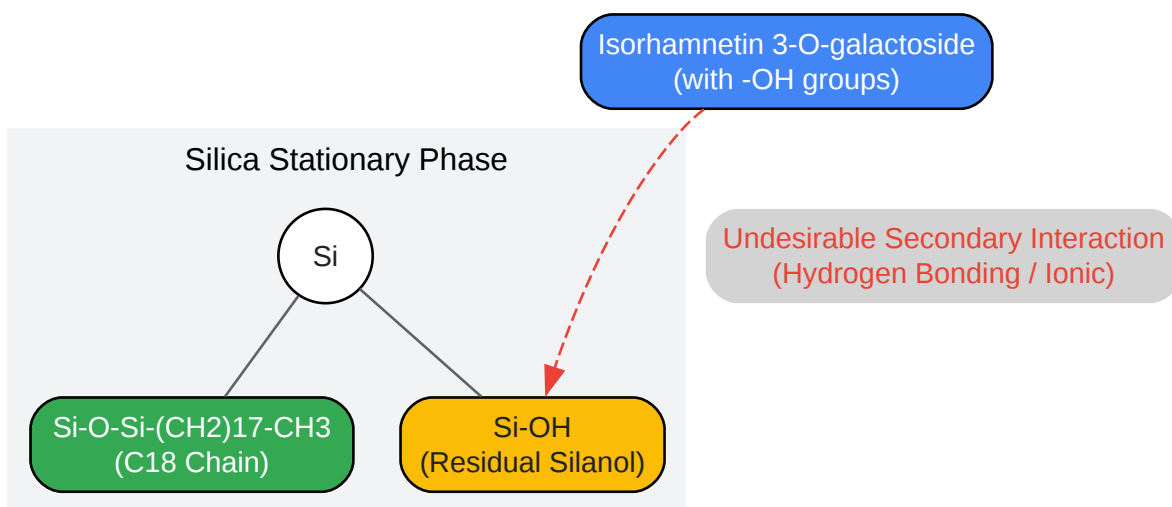 Isorhamnetin 3-O-galactoside
(with -OH groups)
Silica Stationary Phase
Si
Undesirable Secondary Interaction
(Hydrogen Bonding / Ionic)
Si-O-Si-(CH2)17-CH3
(C18 Chain)
Si-OH
(Residual Silanol)